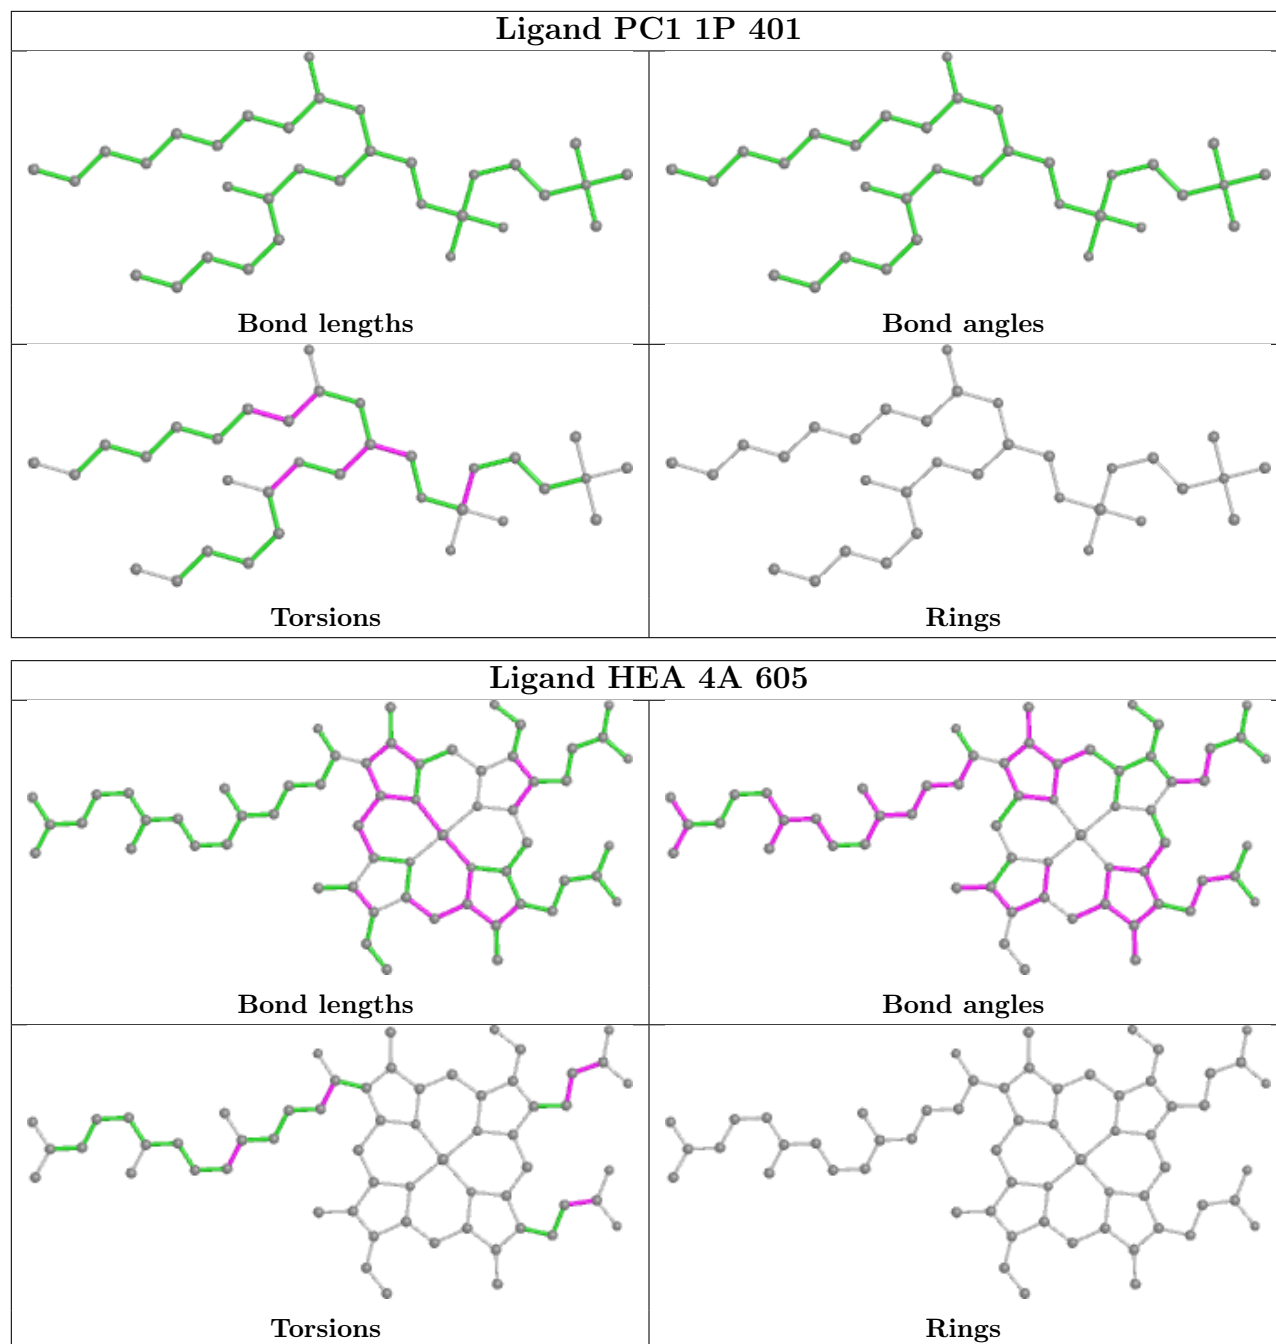 Ligand PC1 1P 401
Bond lengths
Bond angles
Torsions
Rings
Ligand HEA 4A 605
Bond lengths
Bond angles
Torsions
Rings